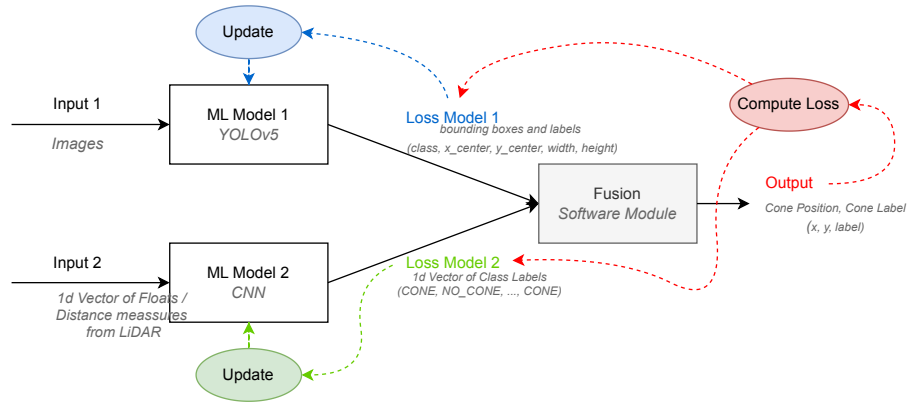 Update
Input 1
Images
ML Model 1
YOLOv5
Loss Model 1
bounding boxes and labels
(class, x_center, y_center, width, height)
Compute Loss
Fusion
Software Module
Output
Cone Position, Cone Label
(x, y, label)
Input 2
1d Vector of Floats /
Distance meassures
from LiDAR
ML Model 2
CNN
Loss Model 2
1d Vector of Class Labels
(CONE, NO_CONE, ..., CONE)
Update